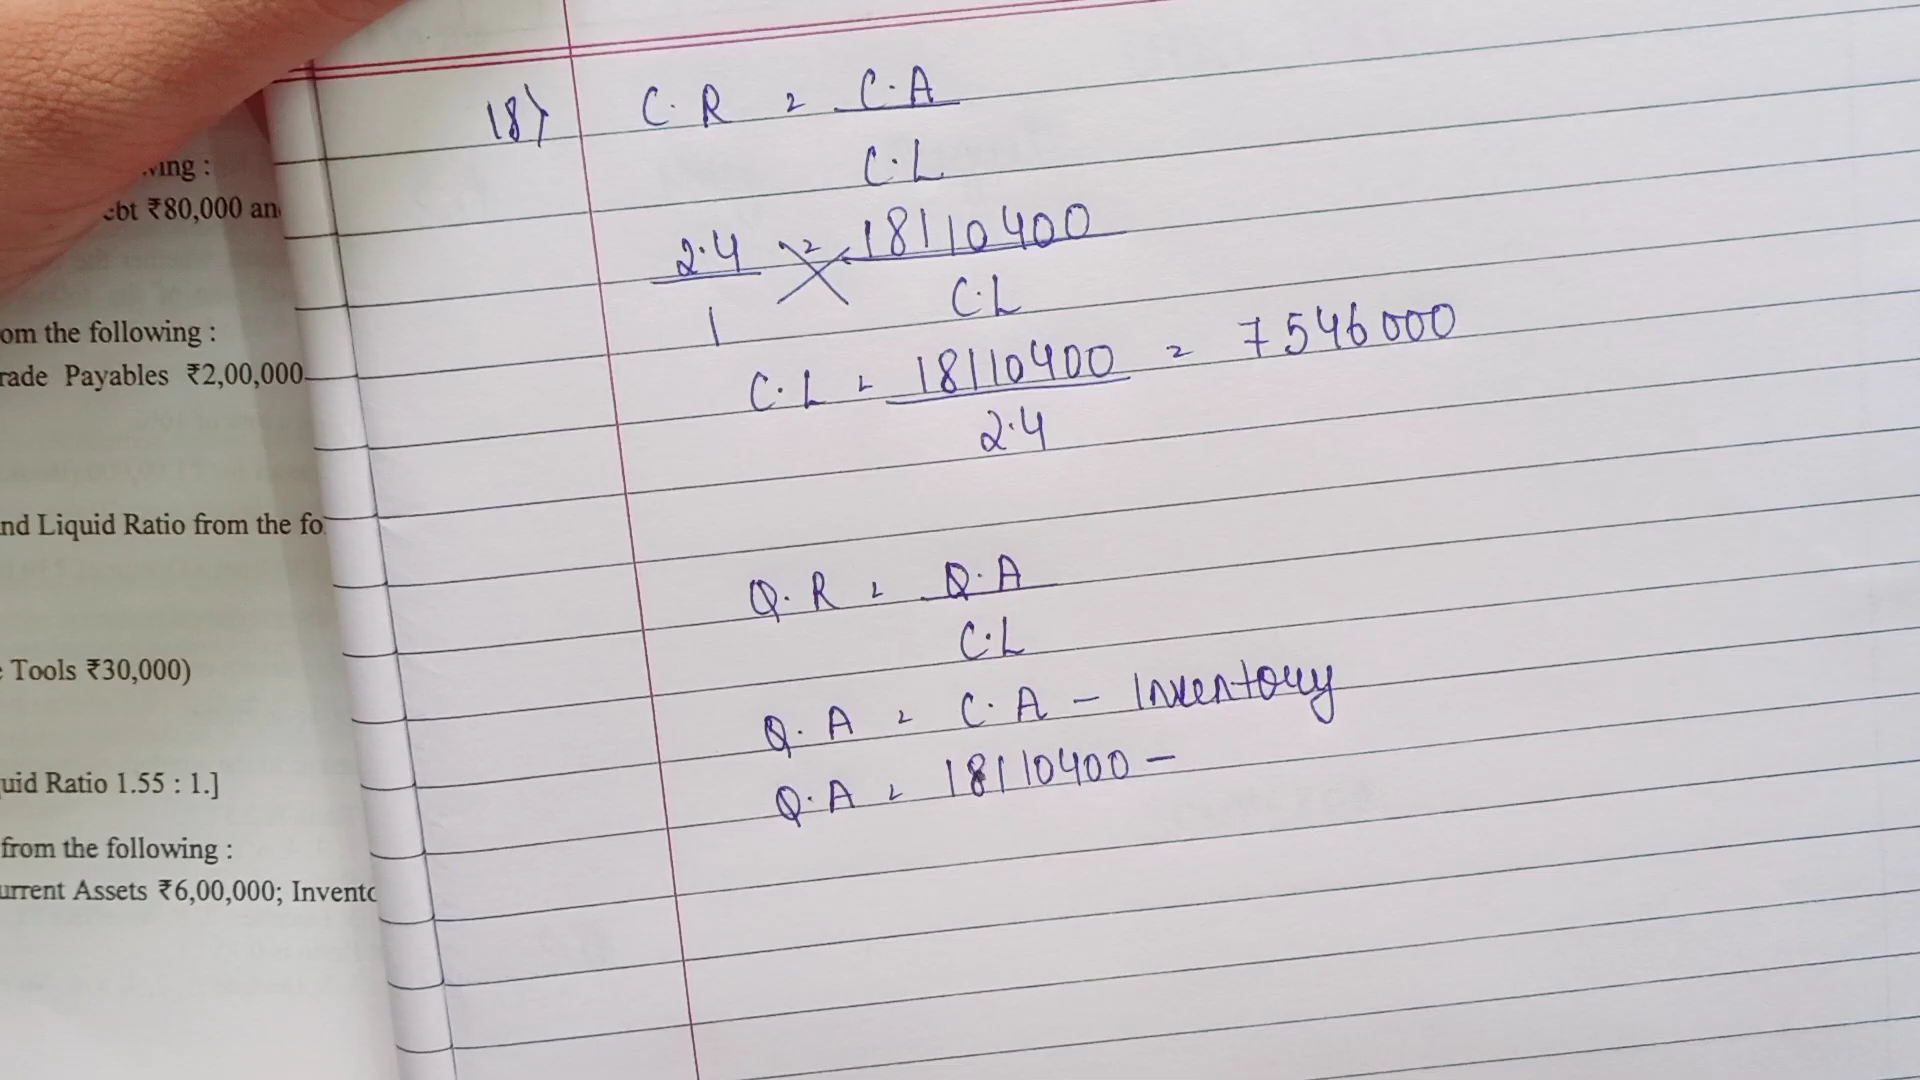 18) C.R = C.A
C.L
2.4 = 18110400
1 C.L
C.L = 18110400 = 7546000
2.4
Q.R = Q.A
C.L
Q.A = C.A - Inventory
Q.A = 18110400 -
wing :
ebt ₹80,000 an
om the following :
rade Payables ₹2,00,000
nd Liquid Ratio from the fo
Tools ₹30,000)
uid Ratio 1.55 : 1.]
from the following :
urrent Assets ₹6,00,000; Invento